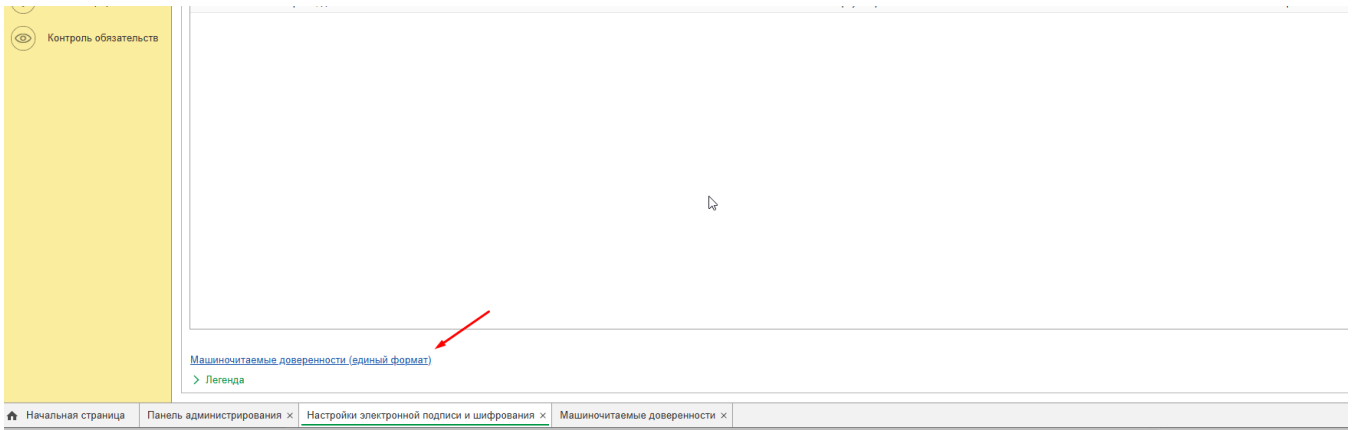 Контроль обязательств
Машиночитаемые доверенности (единый формат)
Легенда
Начальная страница
Панель администрирования ×
Настройки электронной подписи и шифрования ×
Машиночитаемые доверенности ×